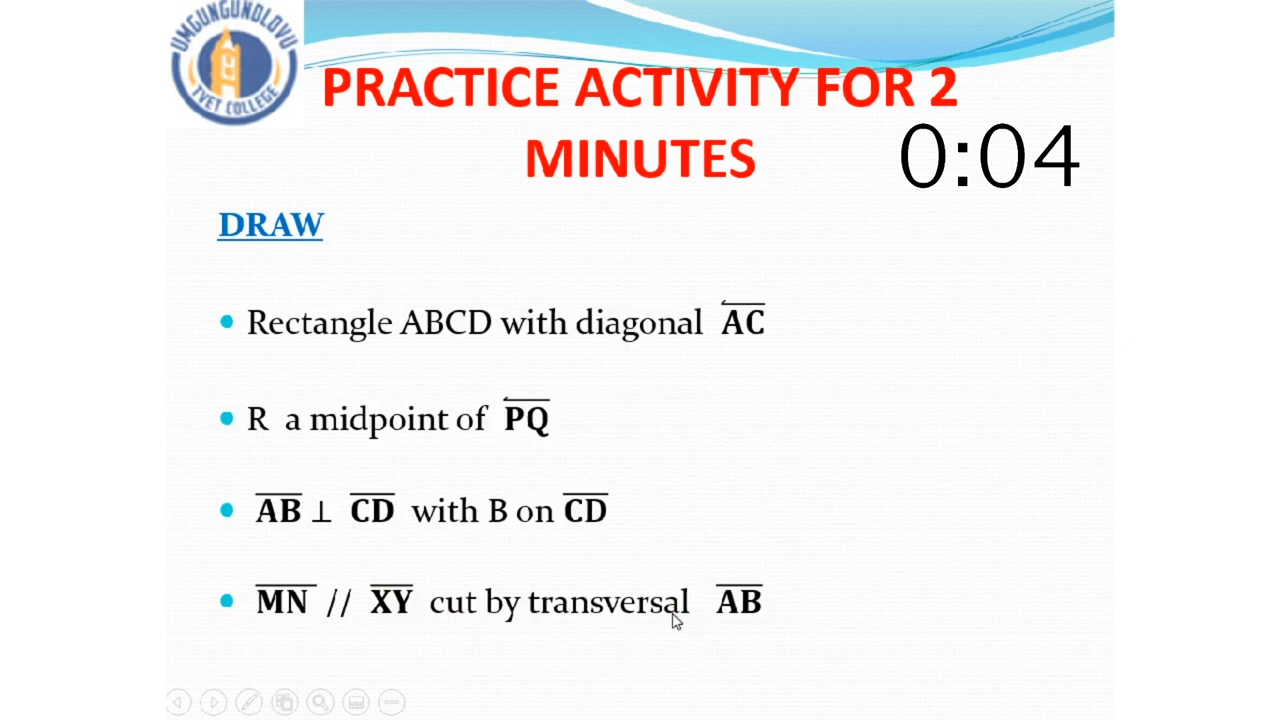 UMGUNGUNDLOVU
TVET COLLEGE
PRACTICE ACTIVITY FOR 2
MINUTES
0:04
DRAW
• Rectangle ABCD with diagonal AC
• R a midpoint of PQ
• AB ⊥ CD with B on CD
• MN // XY cut by transversal AB